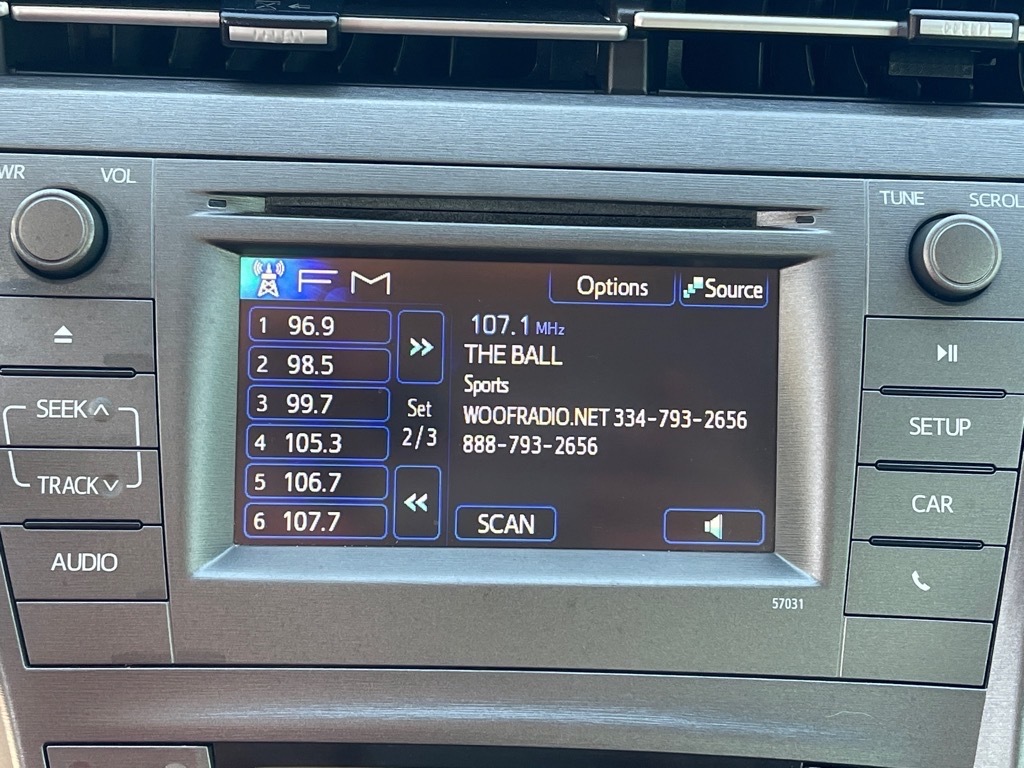 WR
VOL
TUNE
SCROL
FM
Options
Source
1 96.9
2 98.5
3 99.7
4 105.3
5 106.7
6 107.7
Set
2/3
107.1 MHz
THE BALL
Sports
WOOFRADIO.NET 334-793-2656
888-793-2656
SCAN
SEEK
TRACK
AUDIO
SETUP
CAR
57031